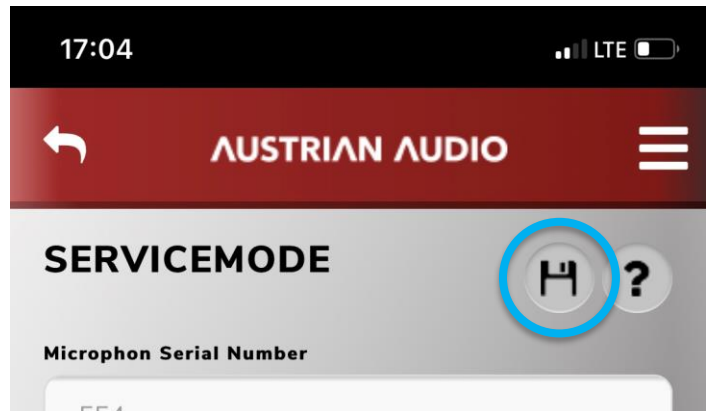 17:04 LTE
AUSTRIAN AUDIO
SERVICEMODE ?
Microphon Serial Number